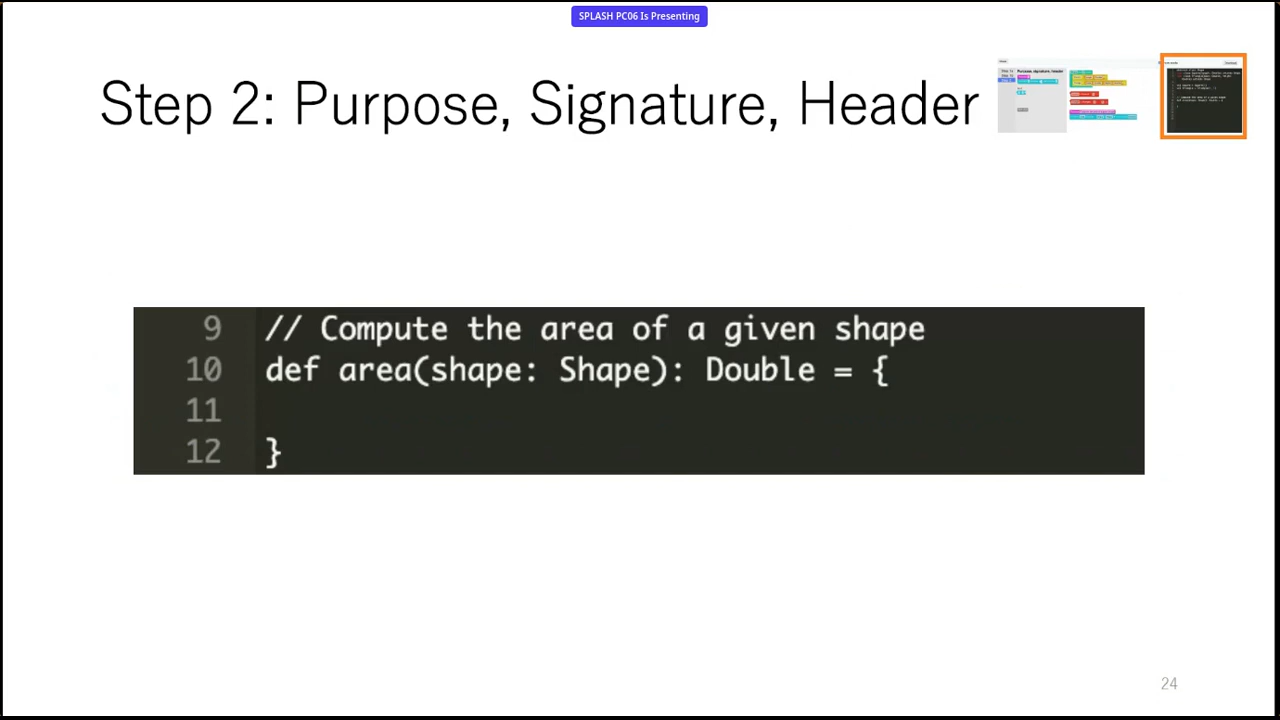 SPLASH PC06 Is Presenting
Step 2: Purpose, Signature, Header
9 // Compute the area of a given shape
10 def area(shape: Shape): Double = {
11
12 }
24